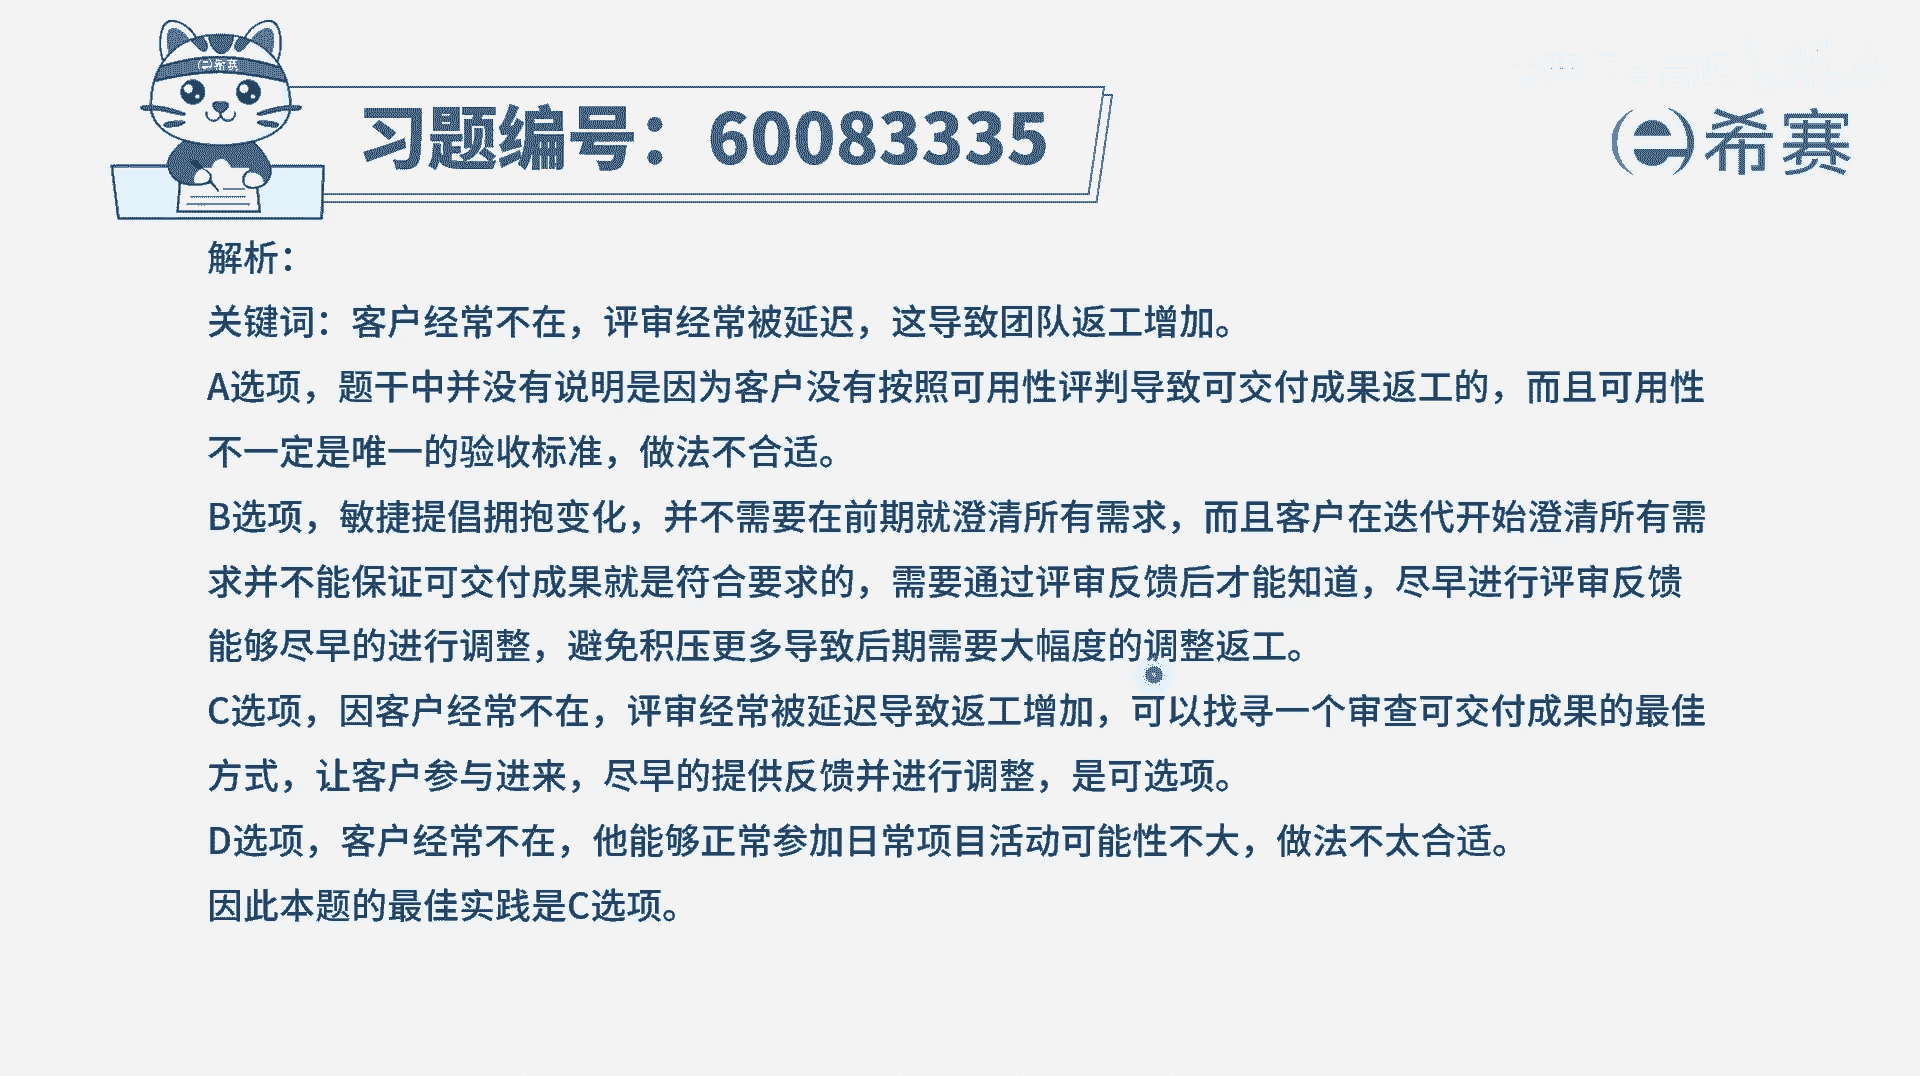 希赛
习题编号：60083335
希赛
解析：
关键词：客户经常不在，评审经常被延迟，这导致团队返工增加。
A选项，题干中并没有说明是因为客户没有按照可用性评判导致可交付成果返工的，而且可用性
不一定是唯一的验收标准，做法不合适。
B选项，敏捷提倡拥抱变化，并不需要在前期就澄清所有需求，而且客户在迭代开始澄清所有需
求并不能保证可交付成果就是符合要求的，需要通过评审反馈后才能知道，尽早进行评审反馈
能够尽早的进行调整，避免积压更多导致后期需要大幅度的调整返工。
C选项，因客户经常不在，评审经常被延迟导致返工增加，可以找寻一个审查可交付成果的最佳
方式，让客户参与进来，尽早的提供反馈并进行调整，是可选项。
D选项，客户经常不在，他能够正常参加日常项目活动可能性不大，做法不太合适。
因此本题的最佳实践是C选项。